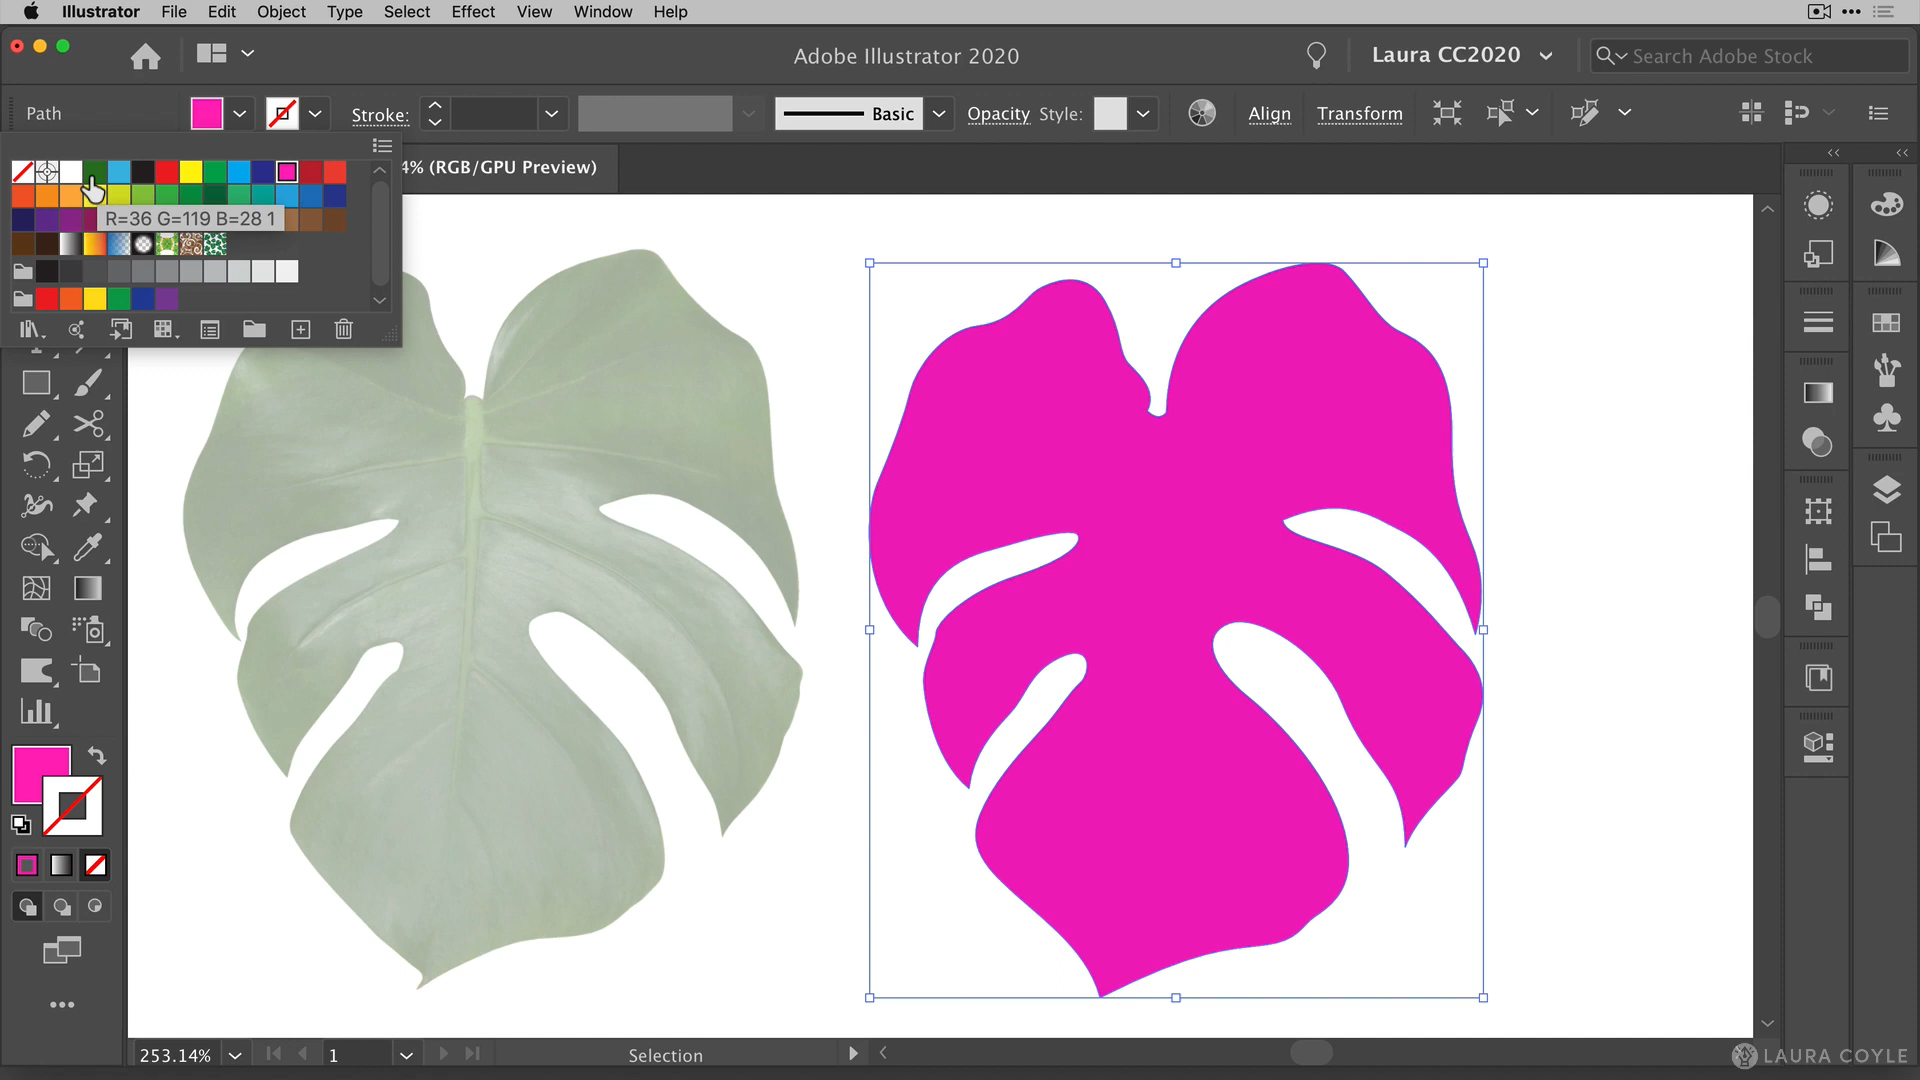 Illustrator File Edit Object Type Select Effect View Window Help
Adobe Illustrator 2020
Laura CC2020
Search Adobe Stock
Path
Stroke:
Basic
Opacity Style:
Align
Transform
4% (RGB/GPU Preview)
R=36 G=119 B=28 1
253.14%
1
Selection
LAURA COYLE